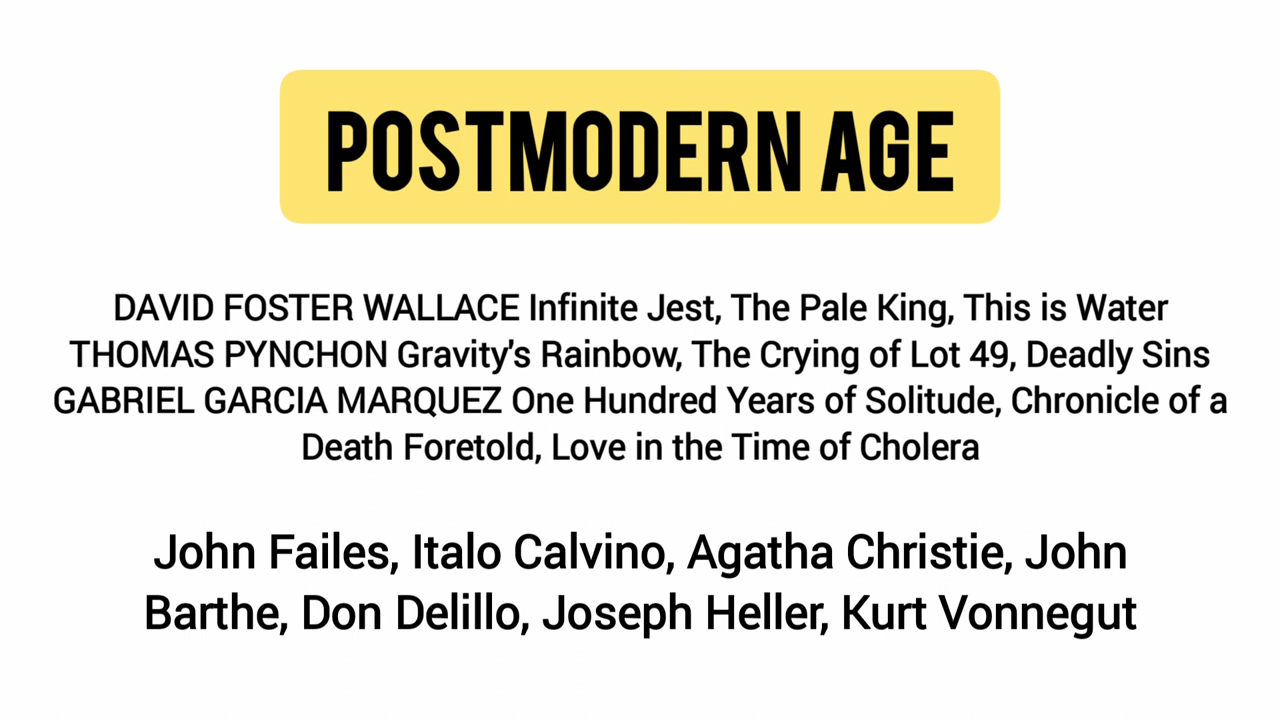 POSTMODERN AGE
DAVID FOSTER WALLACE Infinite Jest, The Pale King, This is Water
THOMAS PYNCHON Gravity's Rainbow, The Crying of Lot 49, Deadly Sins
GABRIEL GARCIA MARQUEZ One Hundred Years of Solitude, Chronicle of a
Death Foretold, Love in the Time of Cholera
John Failes, Italo Calvino, Agatha Christie, John
Barthe, Don Delillo, Joseph Heller, Kurt Vonnegut